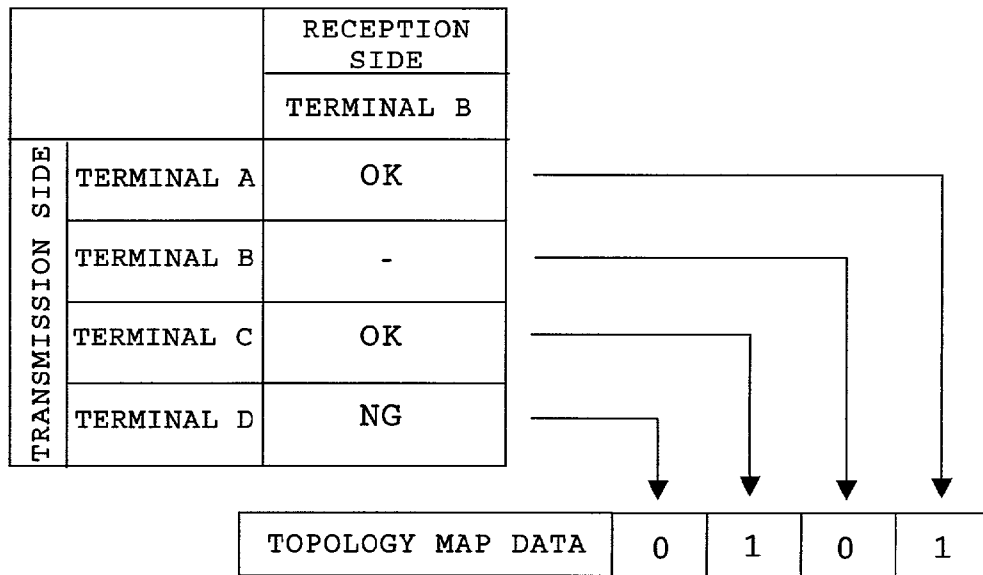 RECEPTION
SIDE
TERMINAL B
TRANSMISSION SIDE
TERMINAL A OK
TERMINAL B -
TERMINAL C OK
TERMINAL D NG
TOPOLOGY MAP DATA 0 1 0 1